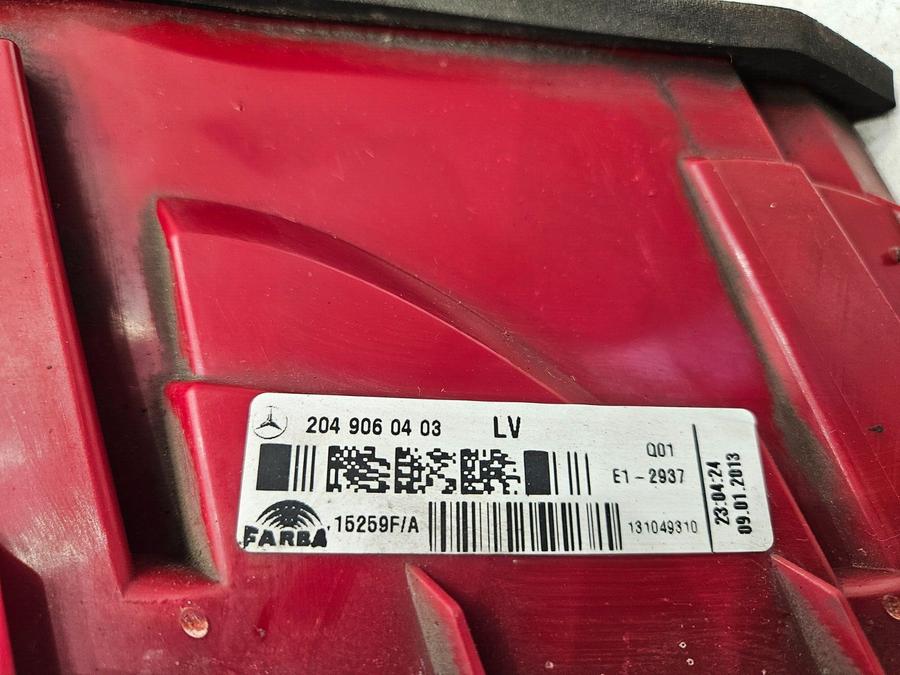 204 906 04 03 LV
Q01
E1-2937
FARBA 15259F/A
131049310
23:04:24
09.01.2013